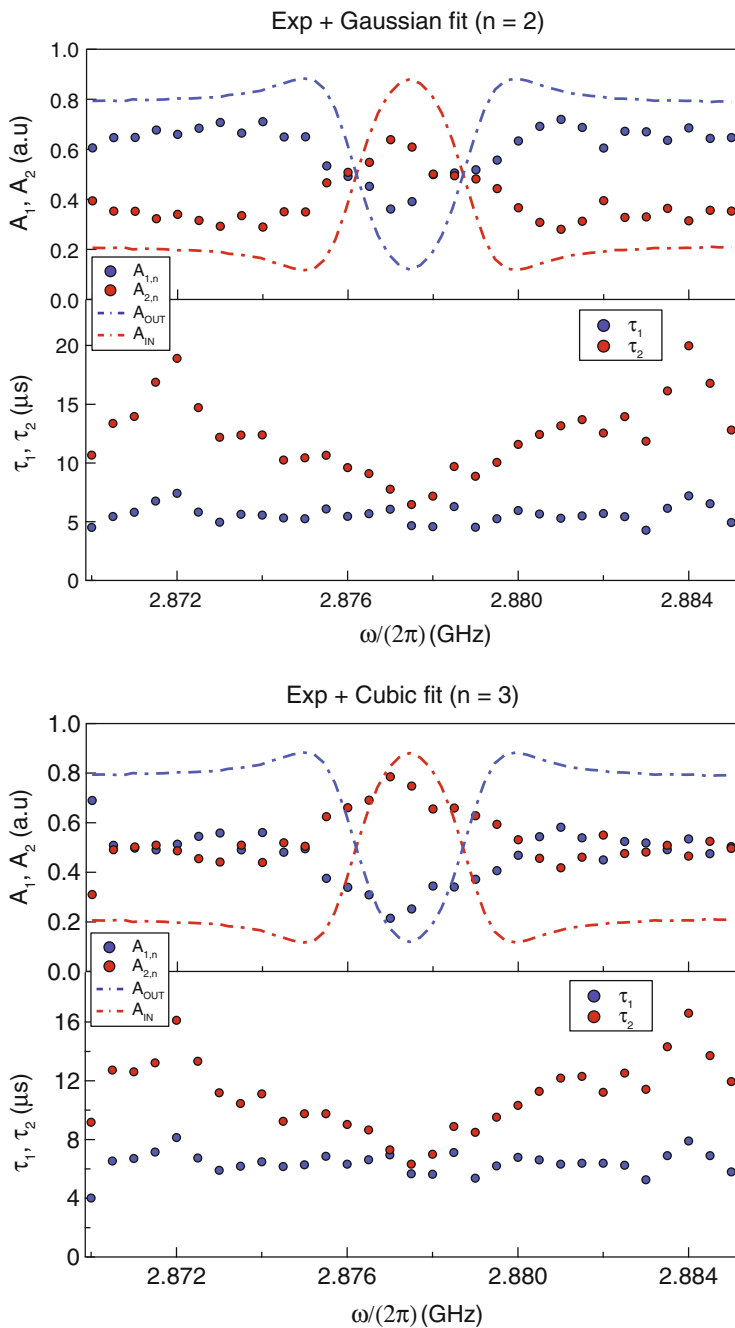 Exp + Gaussian fit (n = 2)
1.0
0.8
0.6
0.4
0.2
0.0
A₁, A₂ (a.u)
A₁,ₙ
A₂,ₙ
A_OUT
A_IN
20
15
10
5
0
τ₁, τ₂ (μs)
τ₁
τ₂
2.872
2.876
2.880
2.884
ω/(2π) (GHz)
Exp + Cubic fit (n = 3)
1.0
0.8
0.6
0.4
0.2
0.0
A₁, A₂ (a.u)
A₁,ₙ
A₂,ₙ
A_OUT
A_IN
16
12
8
4
0
τ₁, τ₂ (μs)
τ₁
τ₂
2.872
2.876
2.880
2.884
ω/(2π) (GHz)